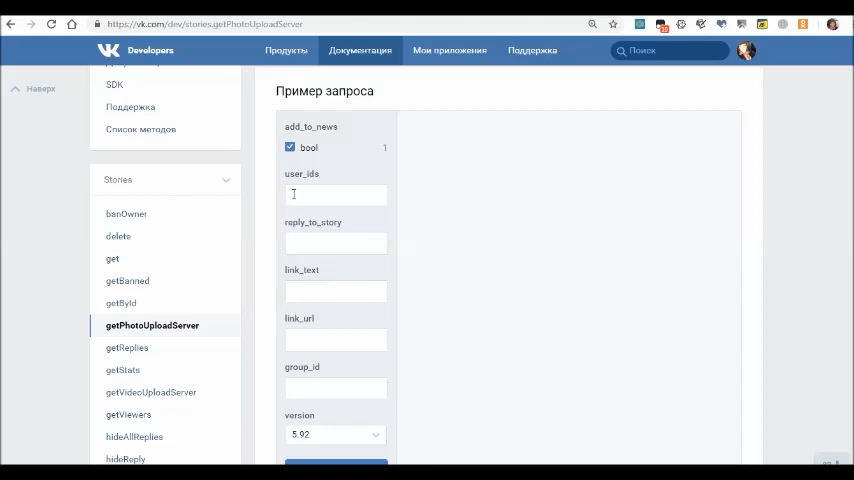 https://vk.com/dev/stories.getPhotoUploadServer
10
Developers
Продукты
Документация
Мои приложения
Поддержка
Поиск
Наверх
SDK
Поддержка
Список методов
Stories
banOwner
delete
get
getBanned
getById
getPhotoUploadServer
getReplies
getStats
getVideoUploadServer
getViewers
hideAllReplies
hideReply
Пример запроса
add_to_news
bool 1
user_ids
reply_to_story
link_text
link_url
group_id
version
5.92